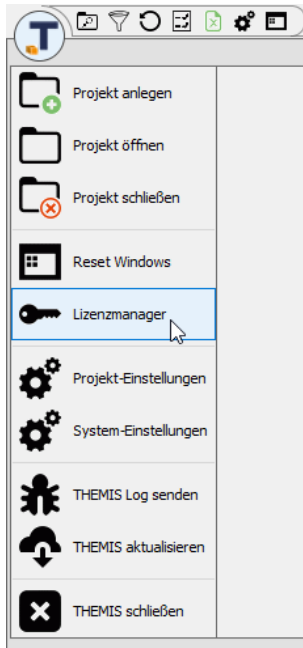 T
Projekt anlegen
Projekt öffnen
Projekt schließen
Reset Windows
Lizenzmanager
Projekt-Einstellungen
System-Einstellungen
THEMIS Log senden
THEMIS aktualisieren
THEMIS schließen